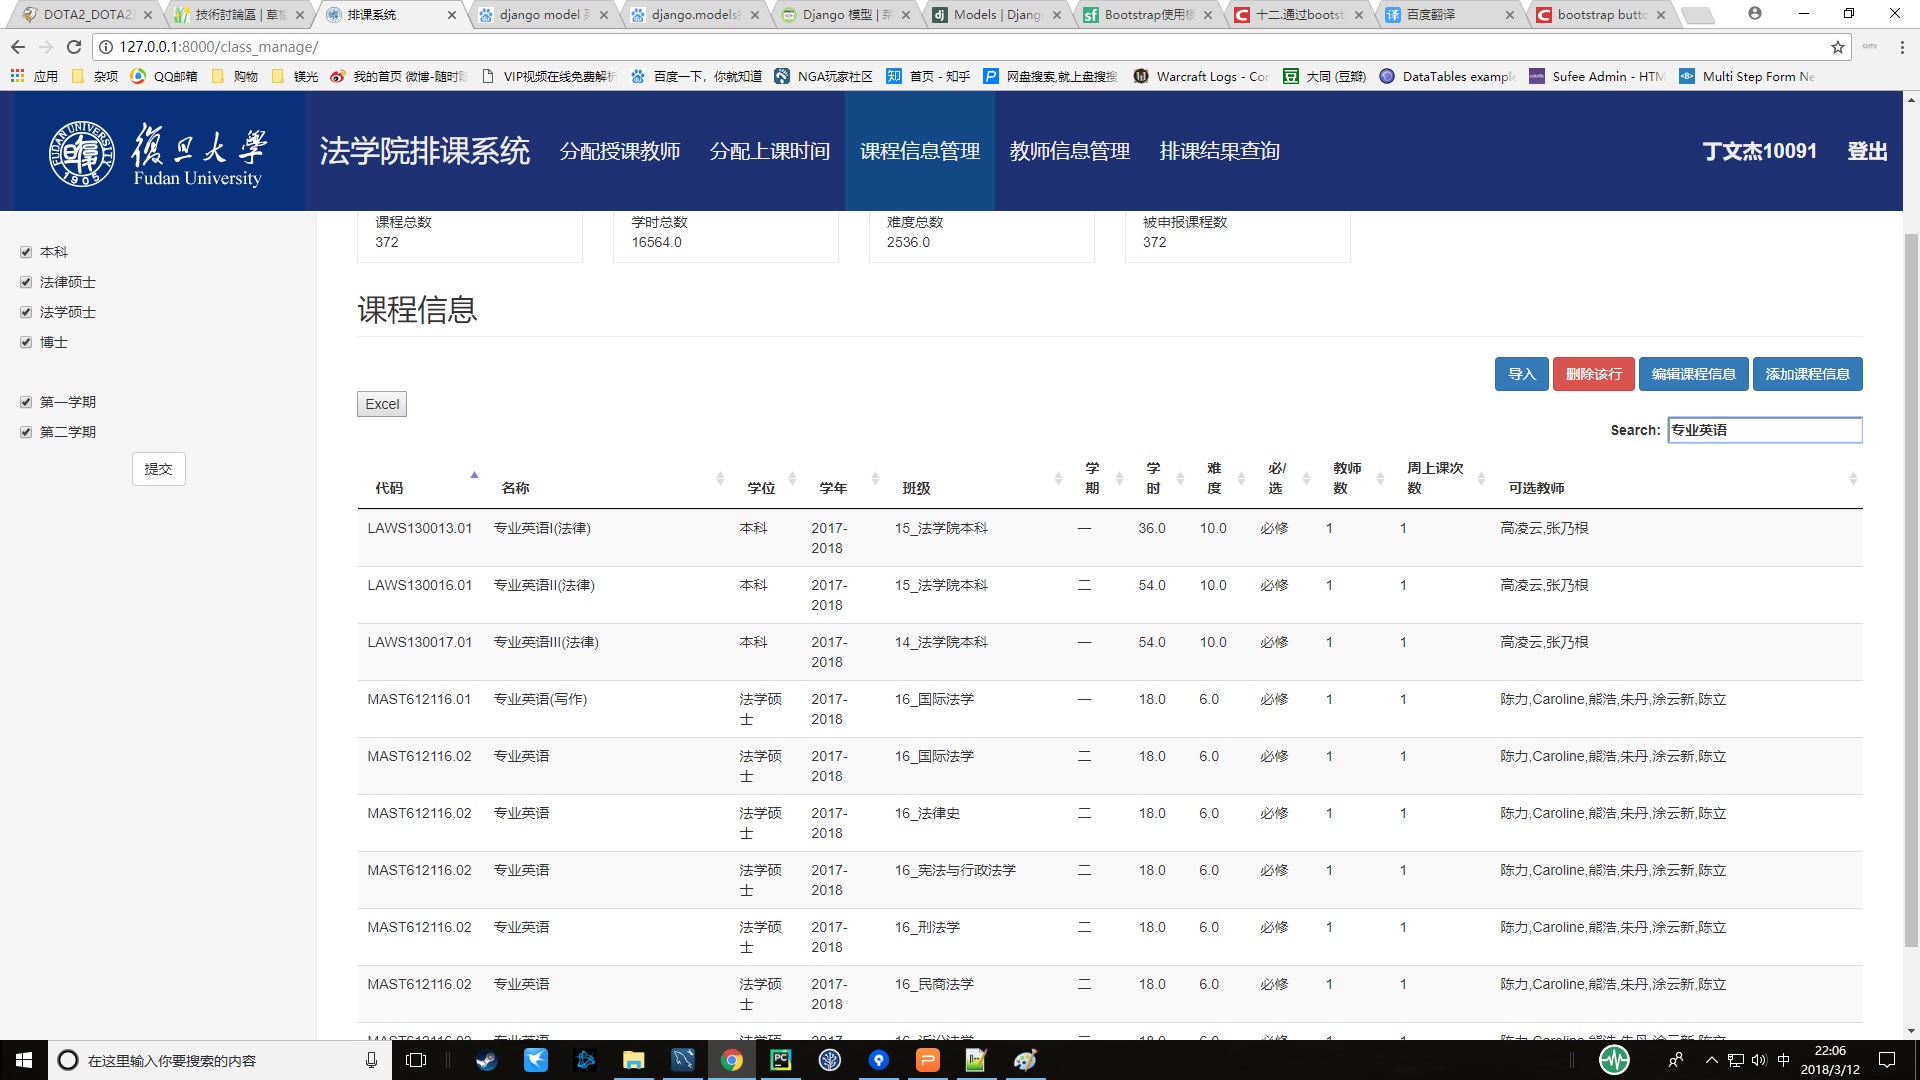 DOTA2_DOTA2
技術討論區 | 草榴
排课系统
django model
django.models
Django 模型 | 菜
Models | Django
Bootstrap使用模
十二.通过bootst
百度翻译
bootstrap butto
127.0.0.1:8000/class_manage/
应用 杂项 QQ邮箱 购物 镁光 我的首页 微博-随时随 VIP视频在线免费解析 百度一下，你就知道 NGA玩家社区 首页 - 知乎 网盘搜索,就上盘搜搜 Warcraft Logs - Con 大同 (豆瓣) DataTables example Sufee Admin - HTM Multi Step Form Ne
復旦大學
Fudan University
FUDAN UNIVERSITY
1905
法学院排课系统 分配授课教师 分配上课时间 课程信息管理 教师信息管理 排课结果查询 丁文杰10091 登出
本科
法律硕士
法学硕士
博士
第一学期
第二学期
提交
课程总数
372
学时总数
16564.0
难度总数
2536.0
被申报课程数
372
课程信息
导入 删除该行 编辑课程信息 添加课程信息
Excel
Search: 专业英语
代码 名称 学位 学年 班级 学期 学时 难度 必/选 教师数 周上课次数 可选教师
LAWS130013.01 专业英语I(法律) 本科 2017-2018 15_法学院本科 一 36.0 10.0 必修 1 1 高凌云,张乃根
LAWS130016.01 专业英语II(法律) 本科 2017-2018 15_法学院本科 二 54.0 10.0 必修 1 1 高凌云,张乃根
LAWS130017.01 专业英语III(法律) 本科 2017-2018 14_法学院本科 一 54.0 10.0 必修 1 1 高凌云,张乃根
MAST612116.01 专业英语(写作) 法学硕士 2017-2018 16_国际法学 一 18.0 6.0 必修 1 1 陈力,Caroline,熊浩,朱丹,涂云新,陈立
MAST612116.02 专业英语 法学硕士 2017-2018 16_国际法学 二 18.0 6.0 必修 1 1 陈力,Caroline,熊浩,朱丹,涂云新,陈立
MAST612116.02 专业英语 法学硕士 2017-2018 16_法律史 二 18.0 6.0 必修 1 1 陈力,Caroline,熊浩,朱丹,涂云新,陈立
MAST612116.02 专业英语 法学硕士 2017-2018 16_宪法与行政法学 二 18.0 6.0 必修 1 1 陈力,Caroline,熊浩,朱丹,涂云新,陈立
MAST612116.02 专业英语 法学硕士 2017-2018 16_刑法学 二 18.0 6.0 必修 1 1 陈力,Caroline,熊浩,朱丹,涂云新,陈立
MAST612116.02 专业英语 法学硕士 2017-2018 16_民商法学 二 18.0 6.0 必修 1 1 陈力,Caroline,熊浩,朱丹,涂云新,陈立
在这里输入你要搜索的内容
中
22:06
2018/3/12